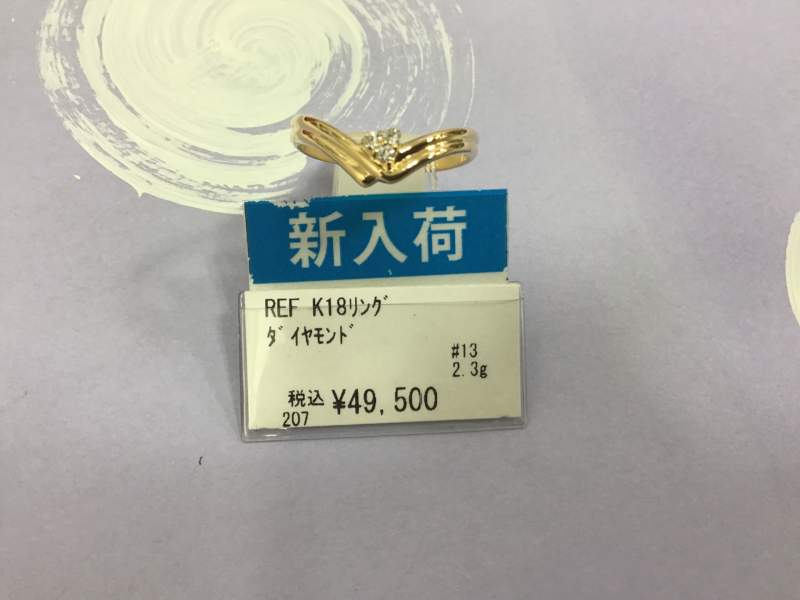 新入荷
REF K18ﾘﾝｸﾞ
ﾀﾞｲﾔﾓﾝﾄﾞ
#13
2.3g
税込 ¥49,500
207